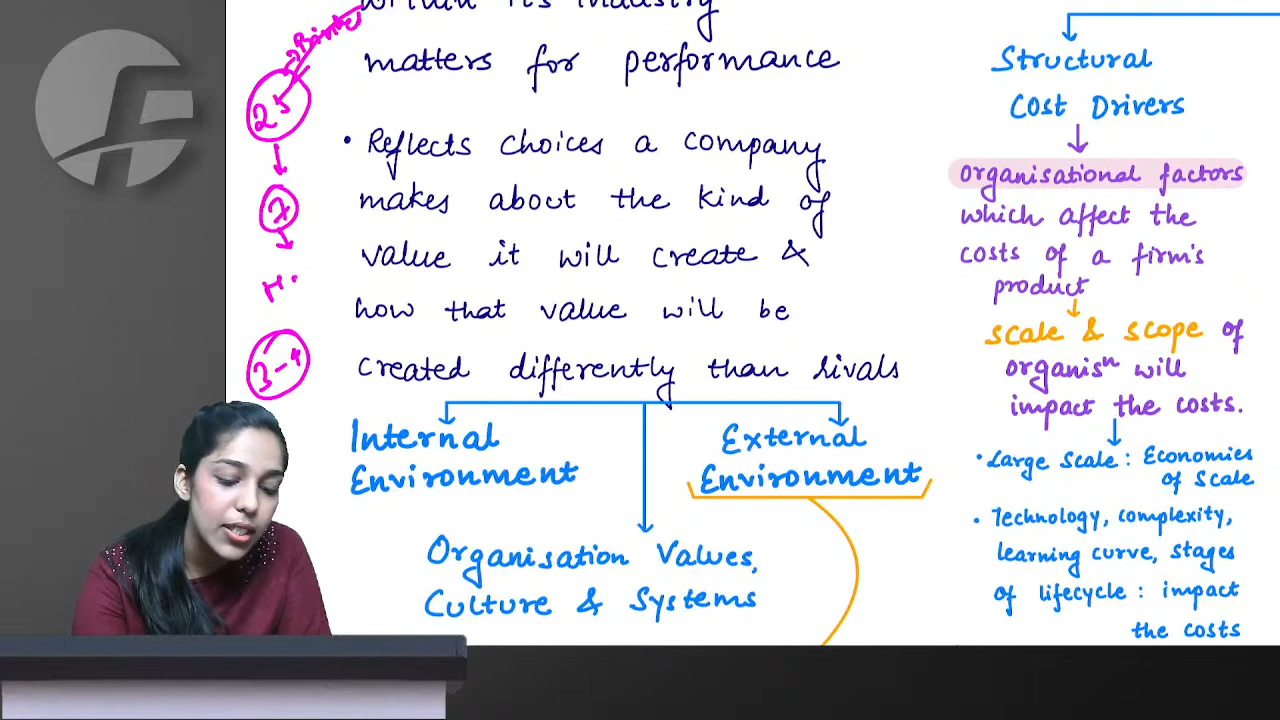 within its industry
matters for performance
• Reflects choices a company
makes about the kind of
value it will create &
how that value will be
created differently than rivals
Internal
Environment
External
Environment
Organisation Values,
Culture & Systems
25
7
H.
3-4
Structural
Cost Drivers
organisational factors
which affect the
costs of a firm's
product
scale & scope of
organisⁿ will
impact the costs.
• Large scale: Economies
of scale
• Technology, complexity,
learning curve, stages
of lifecycle: impact
the costs